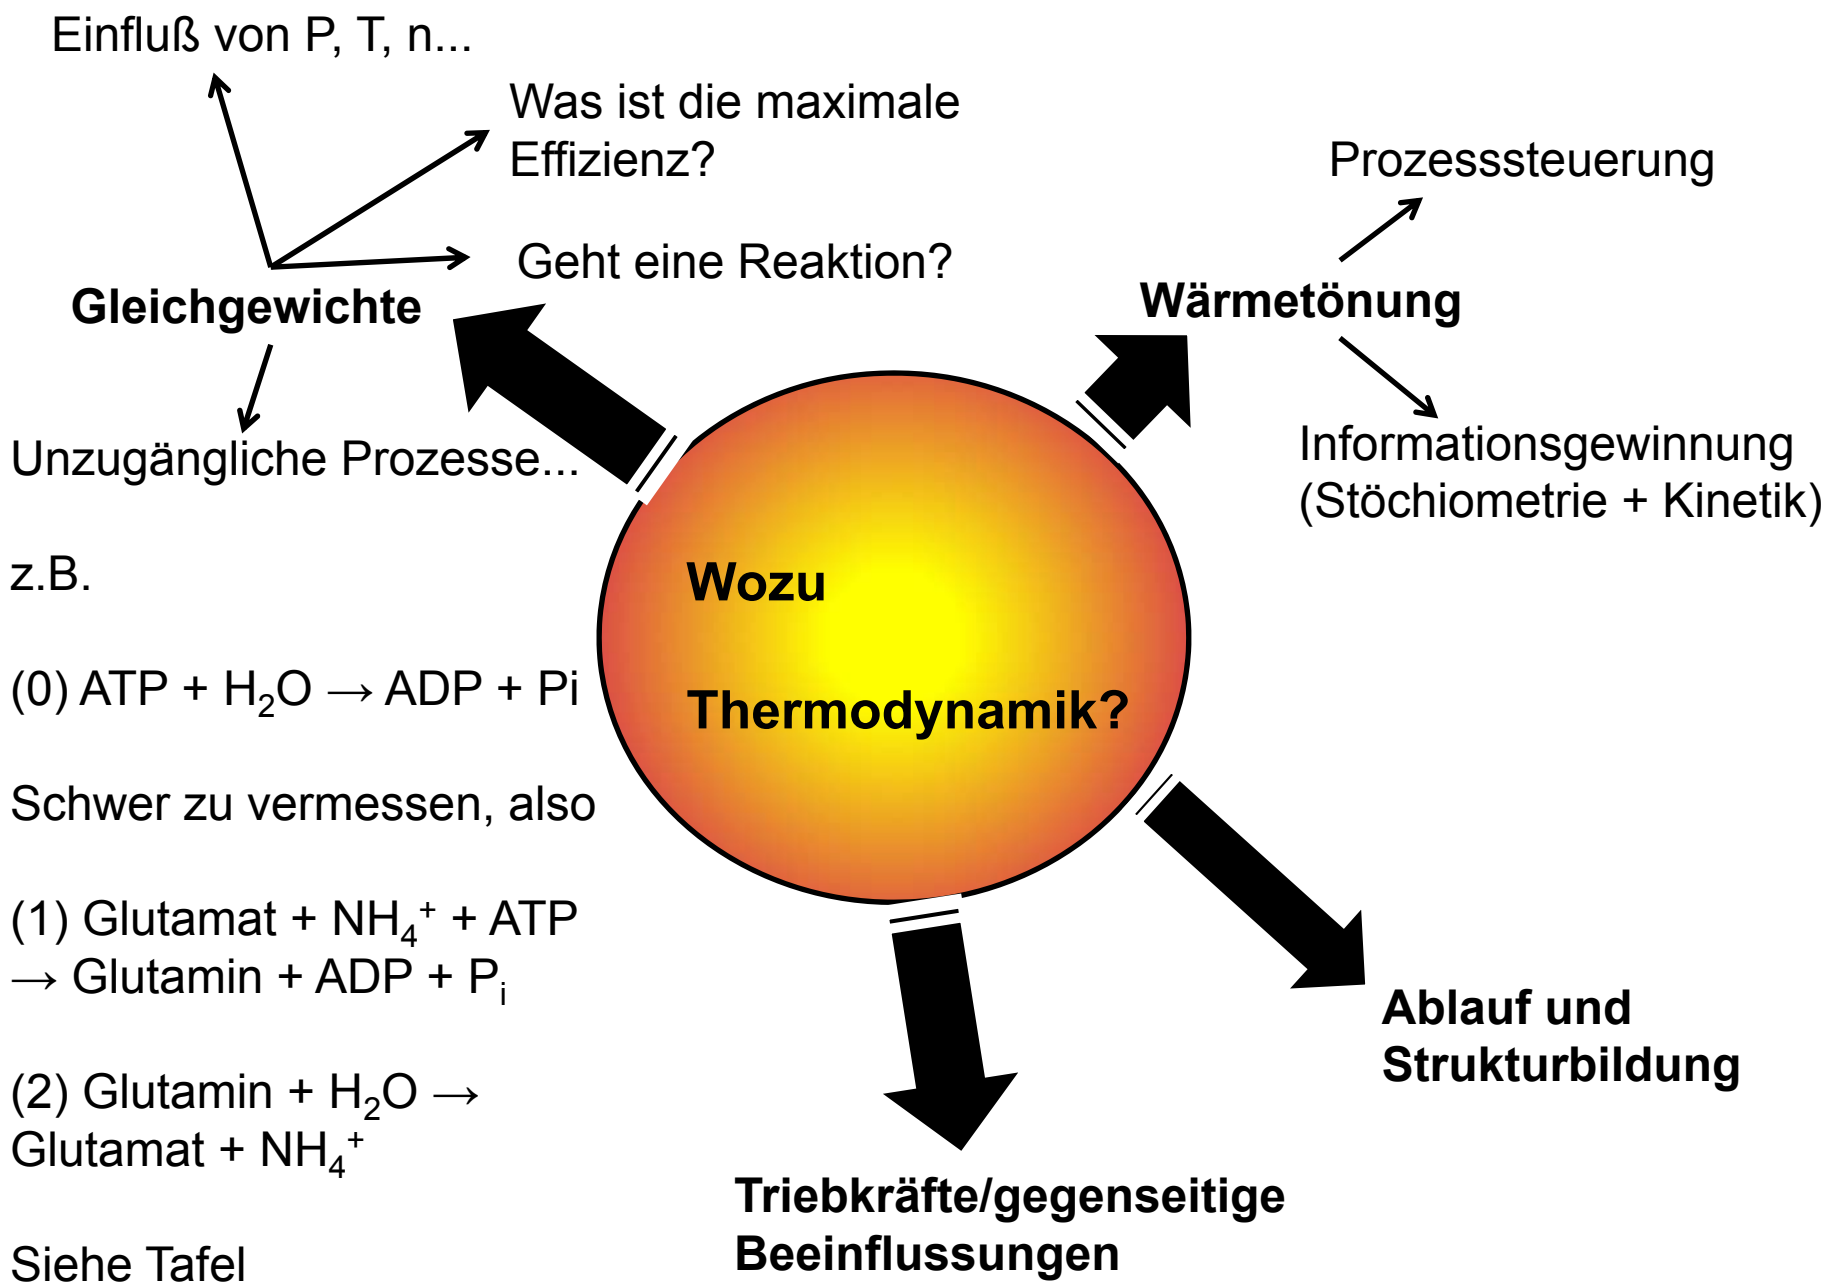 Einfluß von P, T, n...
Was ist die maximale
Effizienz?
Geht eine Reaktion?
Gleichgewichte
Unzugängliche Prozesse...
z.B.
(0) ATP + H₂O → ADP + Pi
Schwer zu vermessen, also
(1) Glutamat + NH₄⁺ + ATP
→ Glutamin + ADP + Pᵢ
(2) Glutamin + H₂O →
Glutamat + NH₄⁺
Siehe Tafel
Wozu
Thermodynamik?
Prozesssteuerung
Wärmetönung
Informationsgewinnung
(Stöchiometrie + Kinetik)
Ablauf und
Strukturbildung
Triebkräfte/gegenseitige
Beeinflussungen